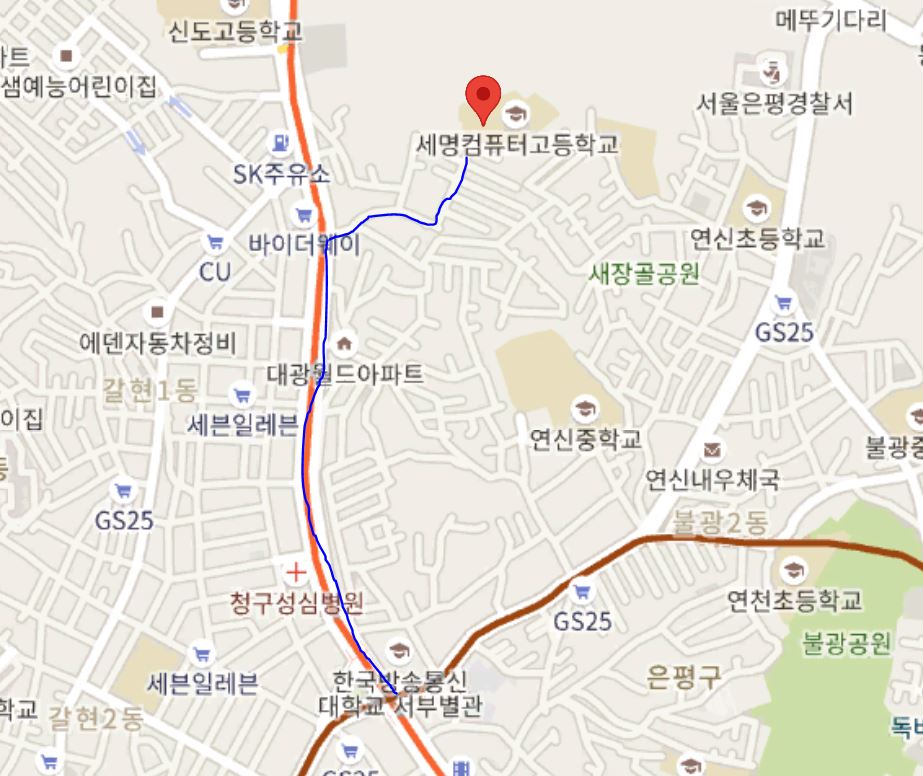 메뚜기다리
신도고등학교
샘예능어린이집
서울은평경찰서
세명컴퓨터고등학교
SK주유소
바이더웨이
연신초등학교
CU
새장골공원
GS25
에덴자동차정비
대광월드아파트
갈현1동
세븐일레븐
이집
연신중학교
연신내우체국
GS25
불광2동
청구성심병원
GS25
연천초등학교
불광공원
한국방송통신
대학교 서부별관
세븐일레븐
은평구
학교
갈현2동